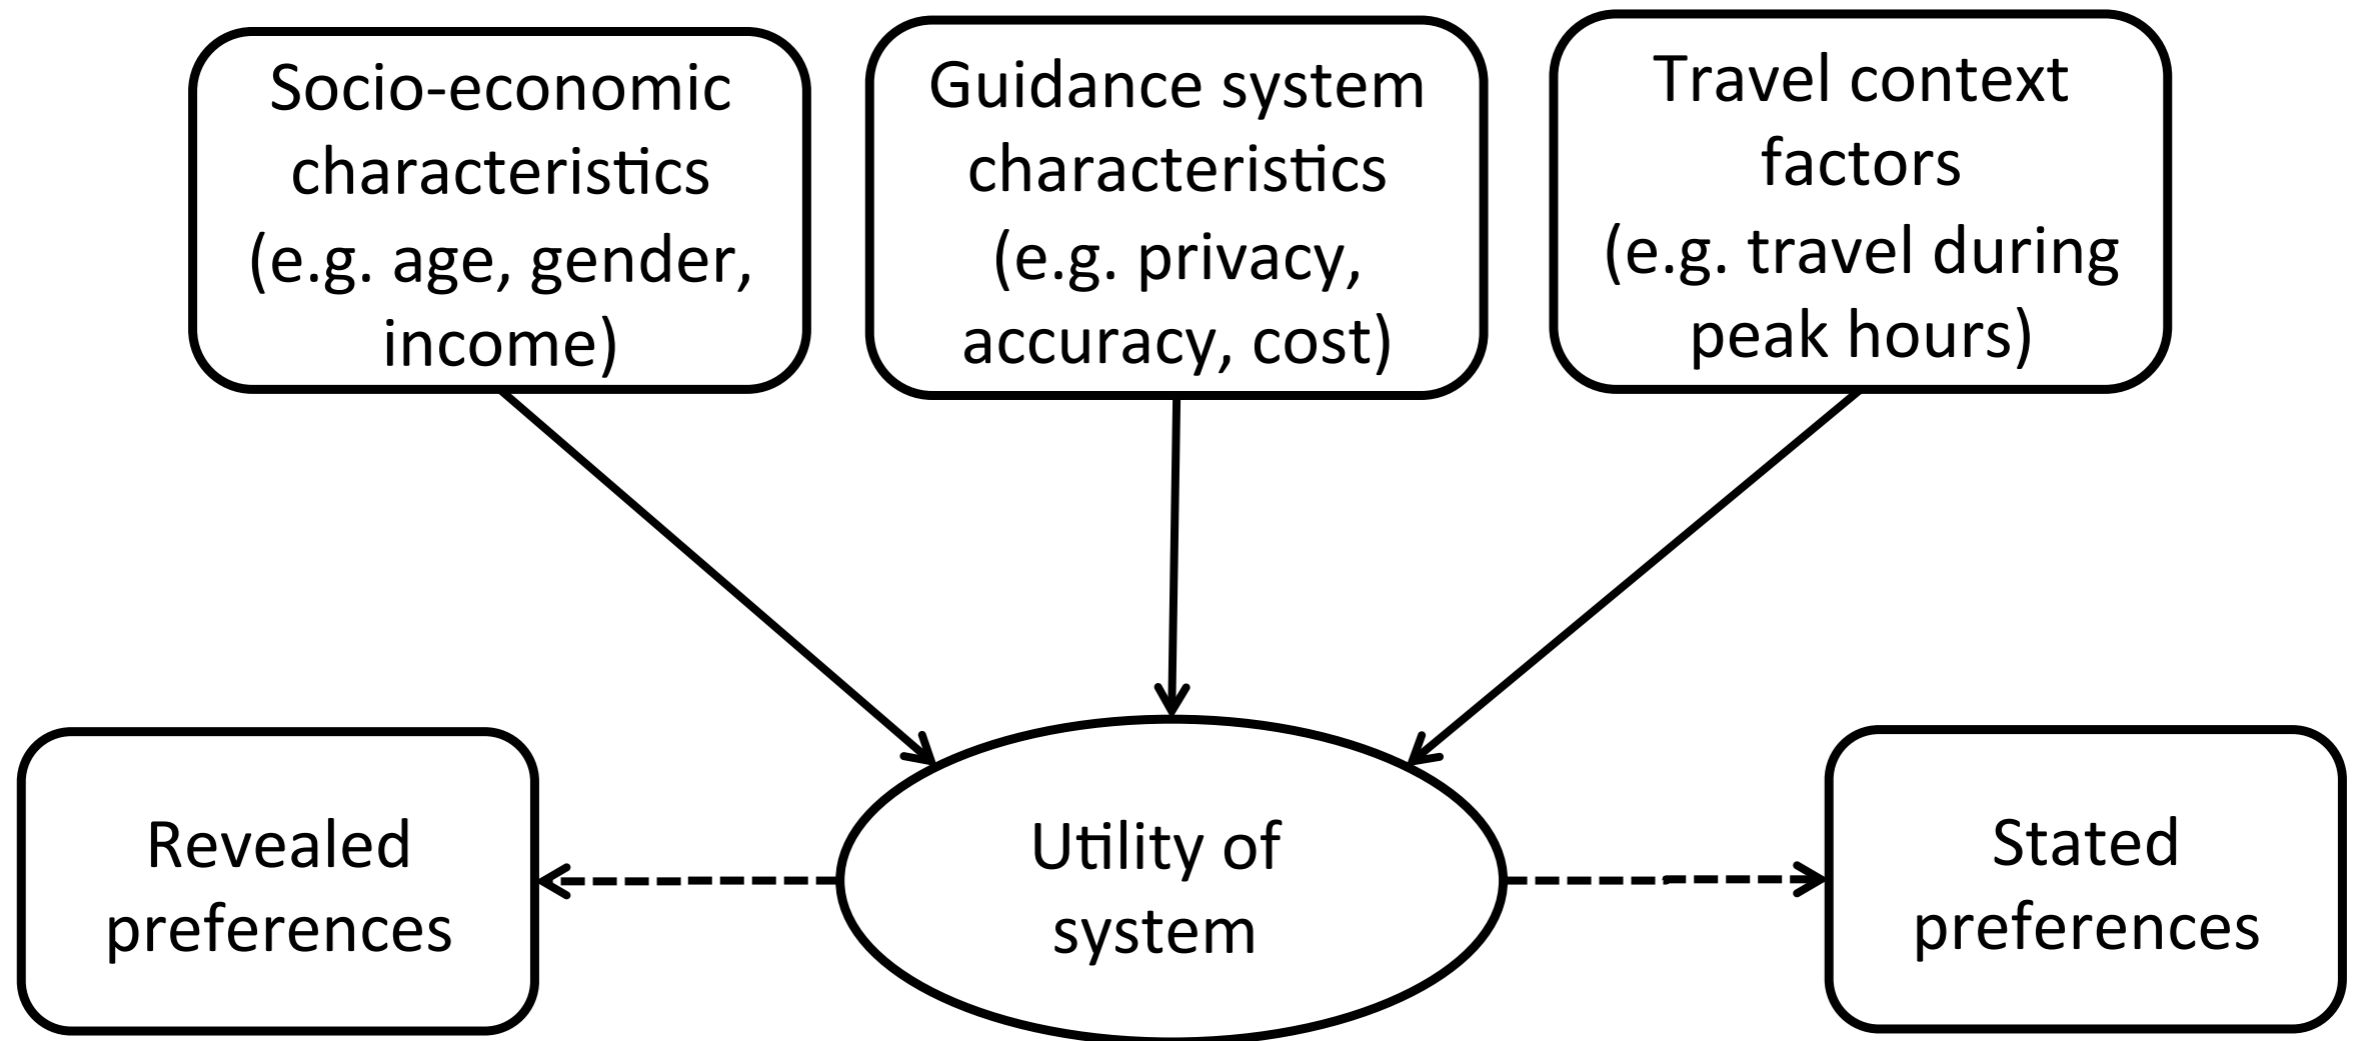 Socio-economic
characteristics
(e.g. age, gender,
income)
Guidance system
characteristics
(e.g. privacy,
accuracy, cost)
Travel context
factors
(e.g. travel during
peak hours)
Revealed
preferences
Utility of
system
Stated
preferences